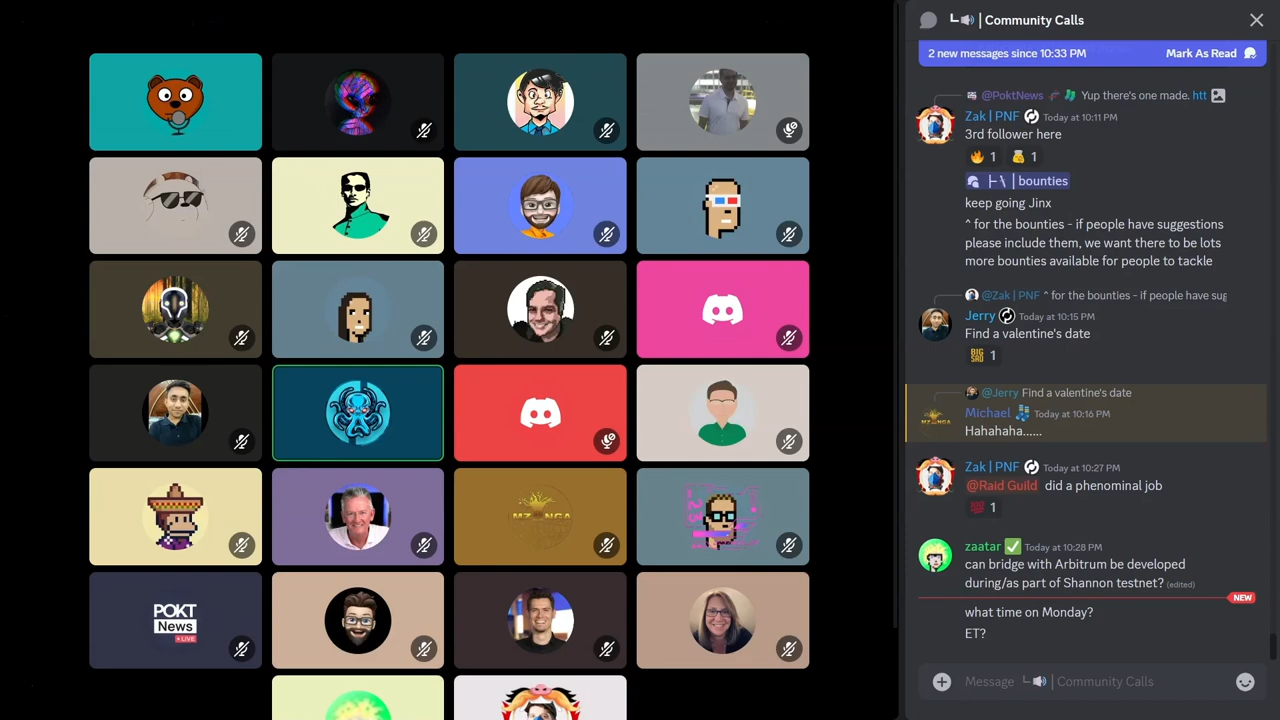 Community Calls
2 new messages since 10:33 PM Mark As Read
@PoktNews Yup there's one made. htt
Zak | PNF Today at 10:11 PM
3rd follower here
1 1
bounties
keep going Jinx
^ for the bounties - if people have suggestions
please include them, we want there to be lots
more bounties available for people to tackle
@Zak | PNF ^ for the bounties - if people have sug
Jerry Today at 10:15 PM
Find a valentine's date
BIG SAD 1
@Jerry Find a valentine's date
Michael Today at 10:16 PM
Hahahaha......
Zak | PNF Today at 10:27 PM
@Raid Guild did a phenominal job
1
zaatar Today at 10:28 PM
can bridge with Arbitrum be developed
during/as part of Shannon testnet? (edited)
NEW
what time on Monday?
ET?
Message Community Calls
MZ NGA
POKT
News
LIVE